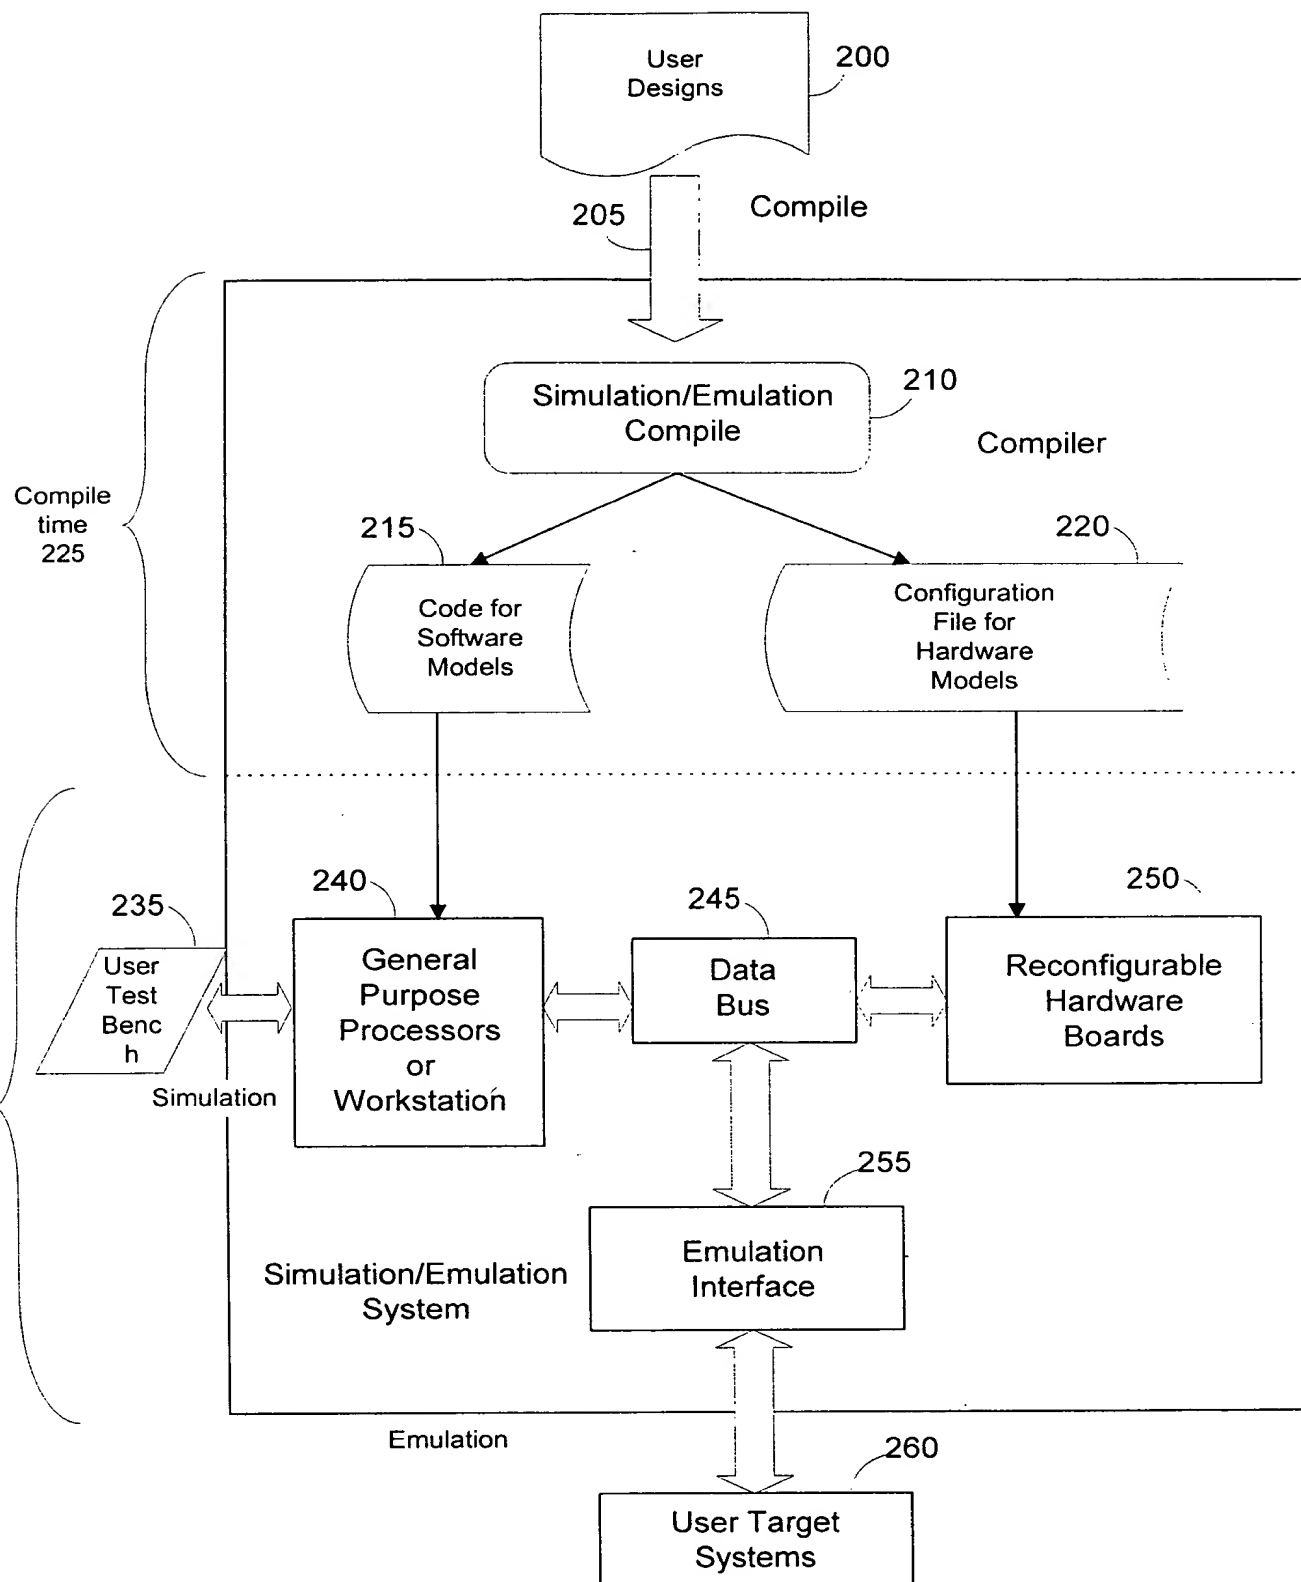 User
Designs
200
205
Compile
Simulation/Emulation
Compile
210
Compiler
Compile
time
225
215
220
Code for
Software
Models
Configuration
File for
Hardware
Models
235
240
245
250
User
Test
Benc
h
General
Purpose
Processors
or
Workstation
Data
Bus
Reconfigurable
Hardware
Boards
Simulation
255
Emulation
Interface
Simulation/Emulation
System
Emulation
260
User Target
Systems